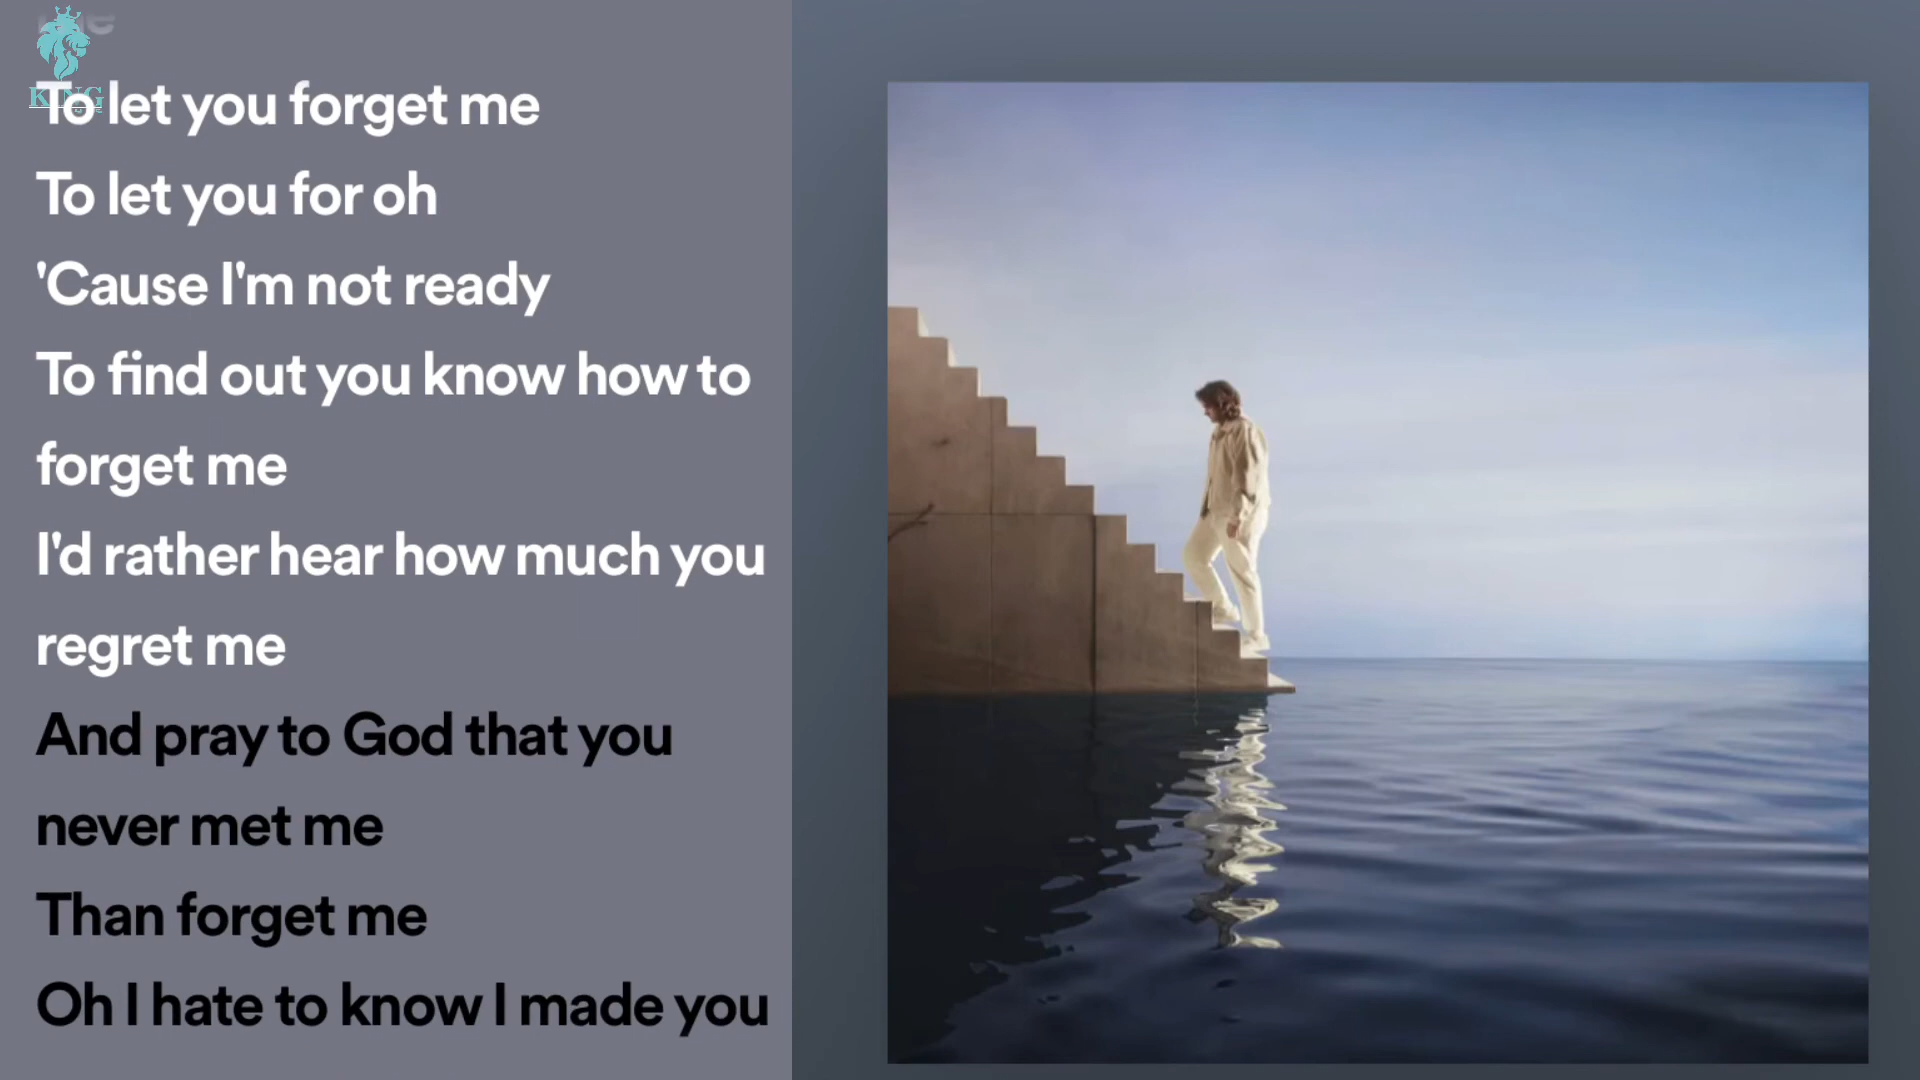 me
KING
To let you forget me
To let you for oh
'Cause I'm not ready
To find out you know how to
forget me
I'd rather hear how much you
regret me
And pray to God that you
never met me
Than forget me
Oh I hate to know I made you